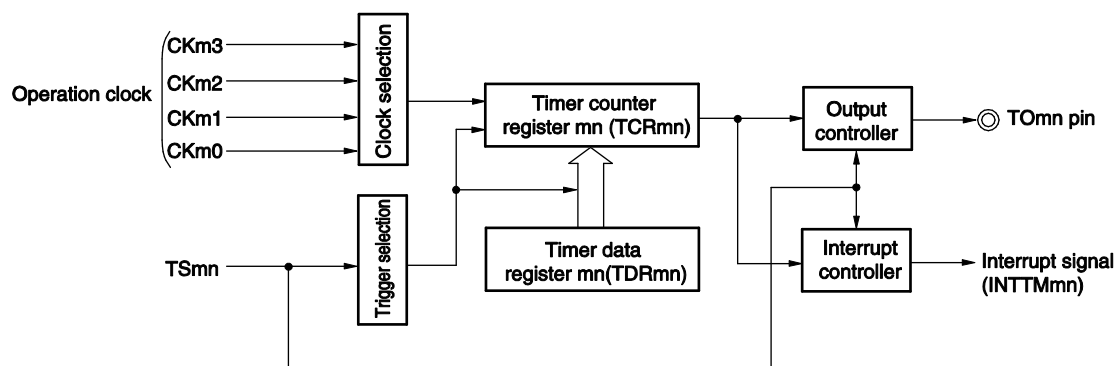 Operation clock
CKm3
CKm2
CKm1
CKm0
Clock selection
Timer counter
register mn (TCRmn)
Output
controller
TOmn pin
TSmn
Trigger selection
Timer data
register mn(TDRmn)
Interrupt
controller
Interrupt signal
(INTTMmn)